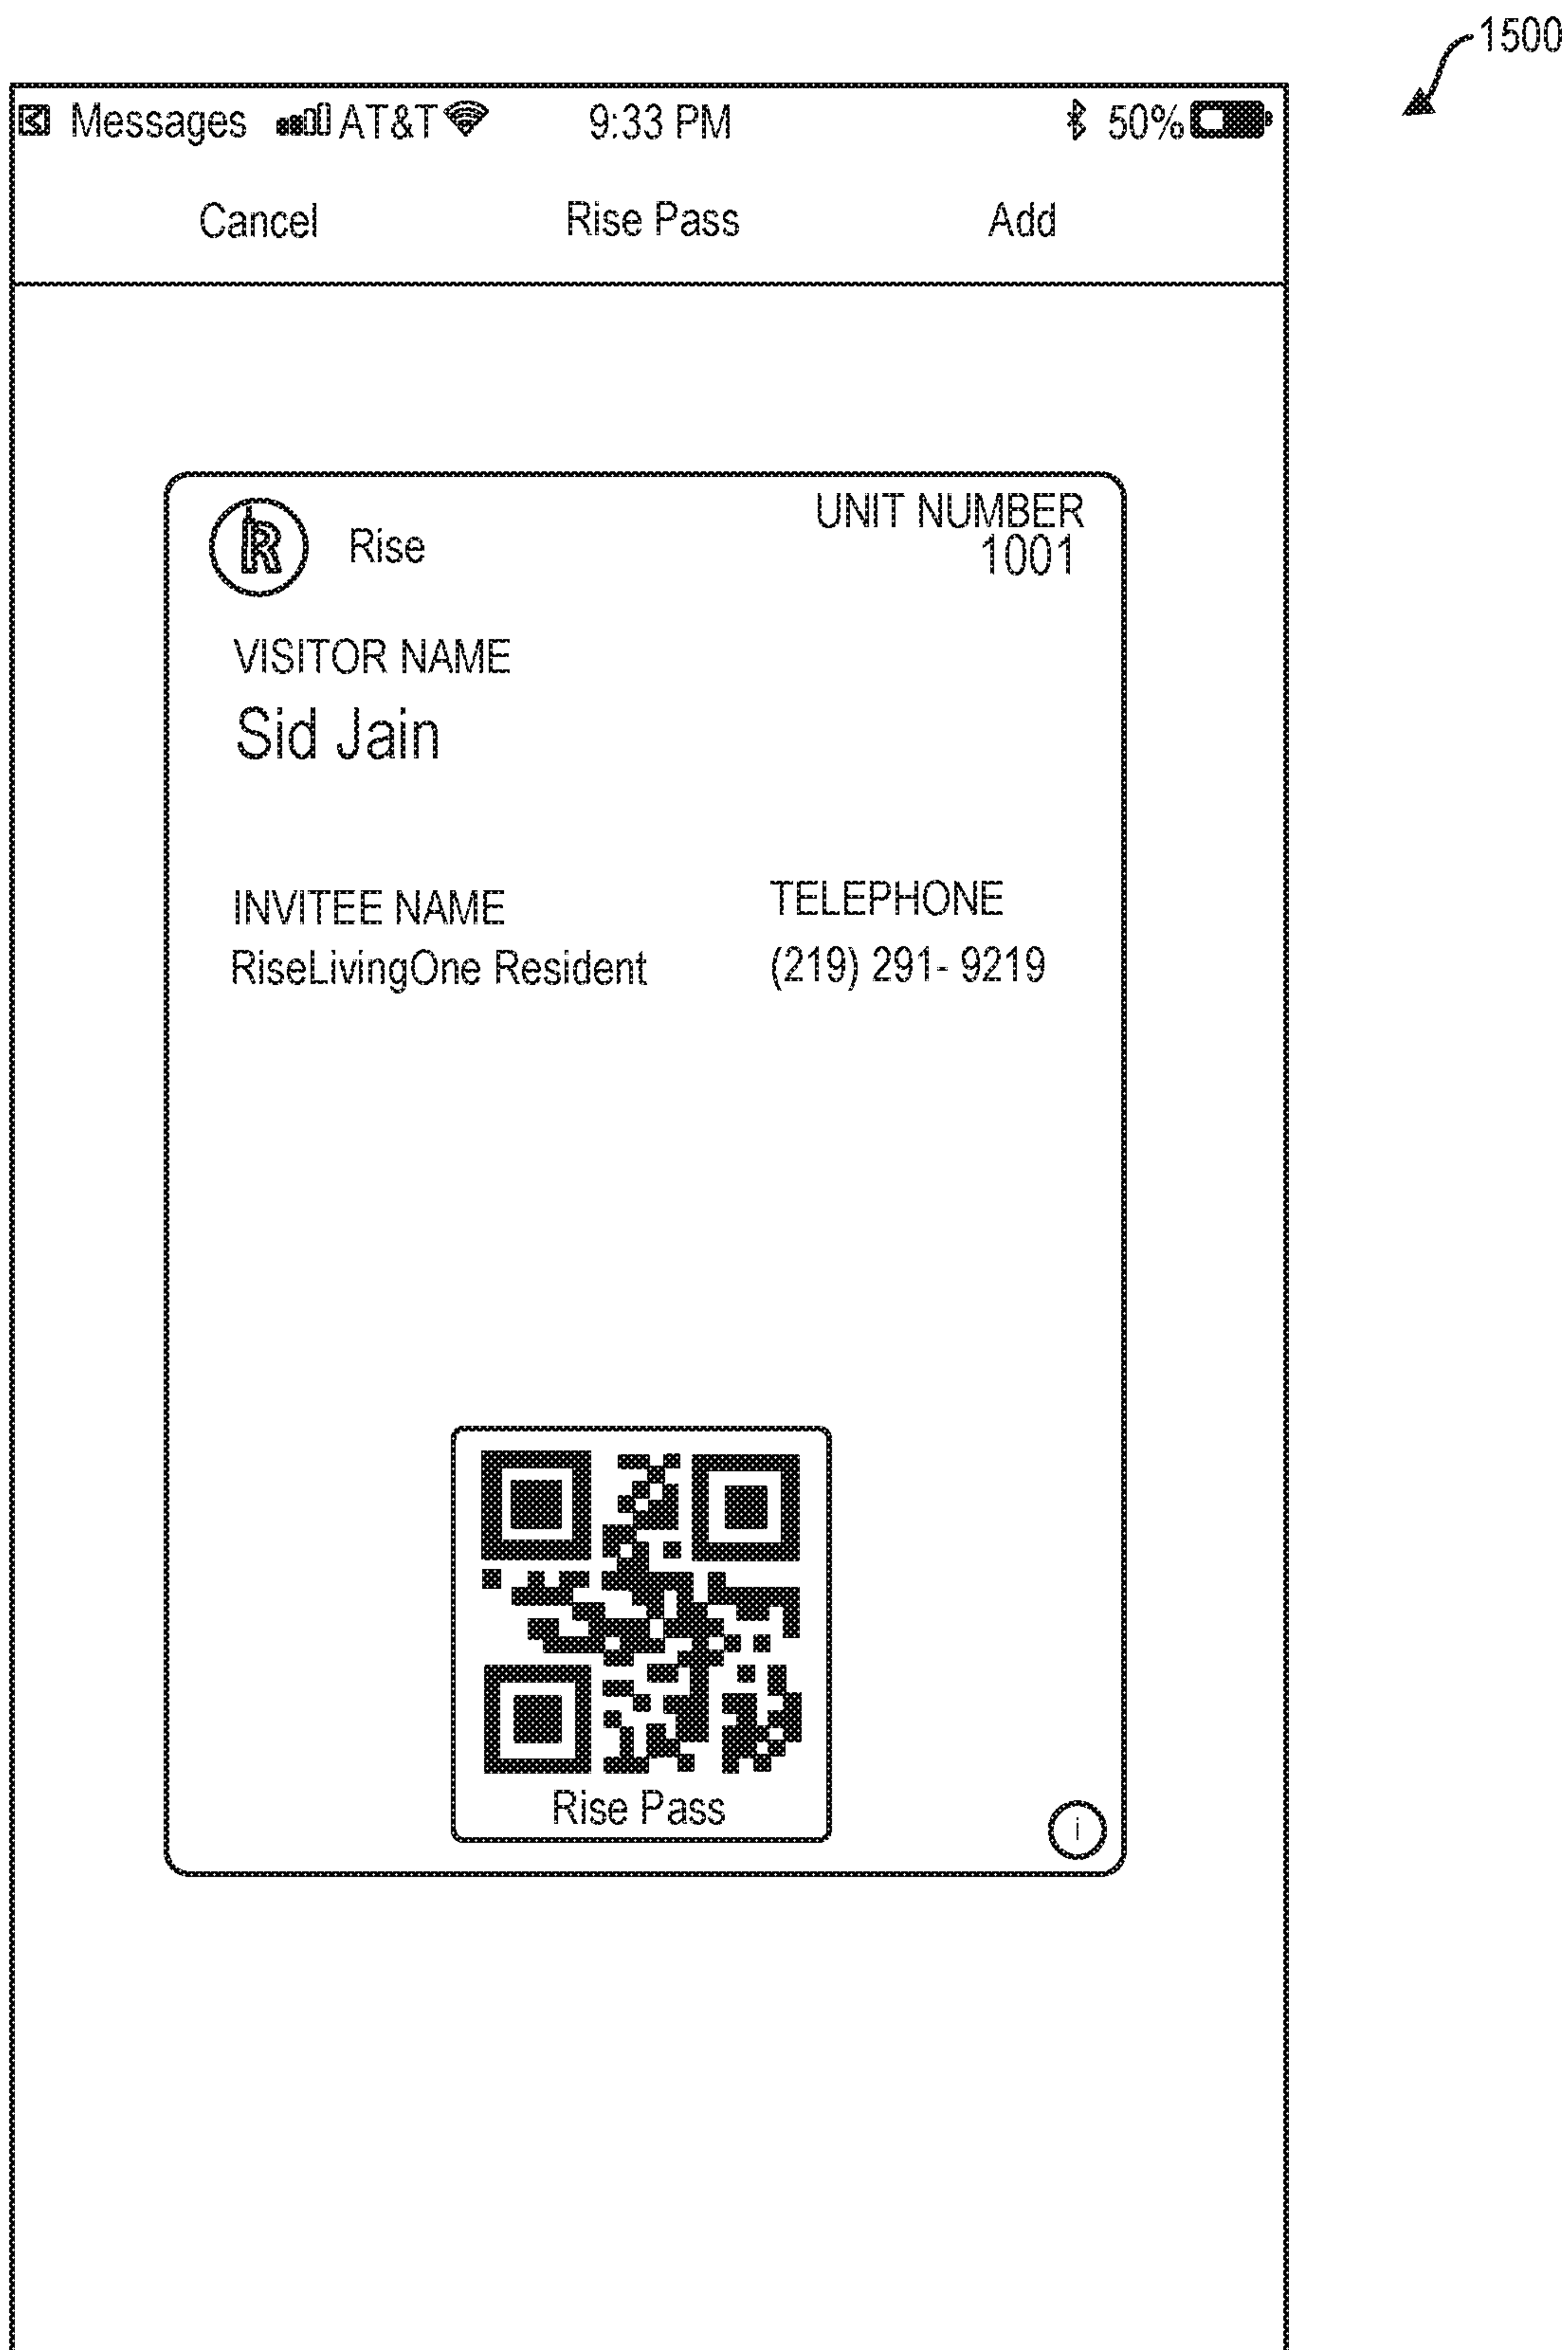 1500
Messages AT&T 9:33 PM 50%
Cancel Rise Pass Add
R Rise UNIT NUMBER
1001
VISITOR NAME
Sid Jain
INVITEE NAME TELEPHONE
RiseLivingOne Resident (219) 291- 9219
Rise Pass
i